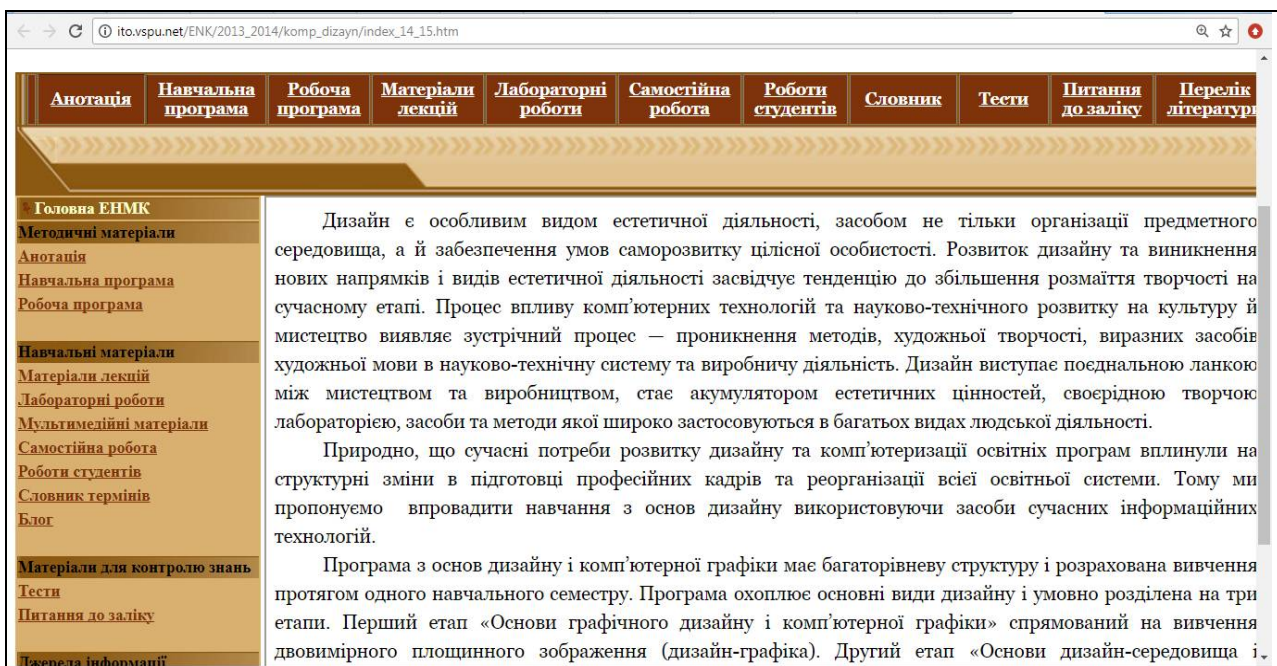 ito.vspu.net/ENK/2013_2014/komp_dizayn/index_14_15.htm
Анотація
Навчальна програма
Робоча програма
Матеріали лекцій
Лабораторні роботи
Самостійна робота
Роботи студентів
Словник
Тести
Питання до заліку
Перелік літератури
Головна ЕНМК
Методичні матеріали
Анотація
Навчальна програма
Робоча програма
Навчальні матеріали
Матеріали лекцій
Лабораторні роботи
Мультимедійні матеріали
Самостійна робота
Роботи студентів
Словник термінів
Блог
Матеріали для контролю знань
Тести
Питання до заліку
Джерела інформації
Дизайн є особливим видом естетичної діяльності, засобом не тільки організації предметного
середовища, а й забезпечення умов саморозвитку цілісної особистості. Розвиток дизайну та виникнення
нових напрямків і видів естетичної діяльності засвідчує тенденцію до збільшення розмаїття творчості на
сучасному етапі. Процес впливу комп’ютерних технологій та науково-технічного розвитку на культуру й
мистецтво виявляє зустрічний процес — проникнення методів, художньої творчості, виразних засобів
художньої мови в науково-технічну систему та виробничу діяльність. Дизайн виступає поєднальною ланкою
між мистецтвом та виробництвом, стає акумулятором естетичних цінностей, своєрідною творчою
лабораторією, засоби та методи якої широко застосовуються в багатьох видах людської діяльності.
Природно, що сучасні потреби розвитку дизайну та комп’ютеризації освітніх програм вплинули на
структурні зміни в підготовці професійних кадрів та реорганізації всієї освітньої системи. Тому ми
пропонуємо впровадити навчання з основ дизайну використовуючи засоби сучасних інформаційних
технологій.
Програма з основ дизайну і комп’ютерної графіки має багаторівневу структуру і розрахована вивчення
протягом одного навчального семестру. Програма охоплює основні види дизайну і умовно розділена на три
етапи. Перший етап «Основи графічного дизайну і комп’ютерної графіки» спрямований на вивчення
двовимірного площинного зображення (дизайн-графіка). Другий етап «Основи дизайн-середовища і